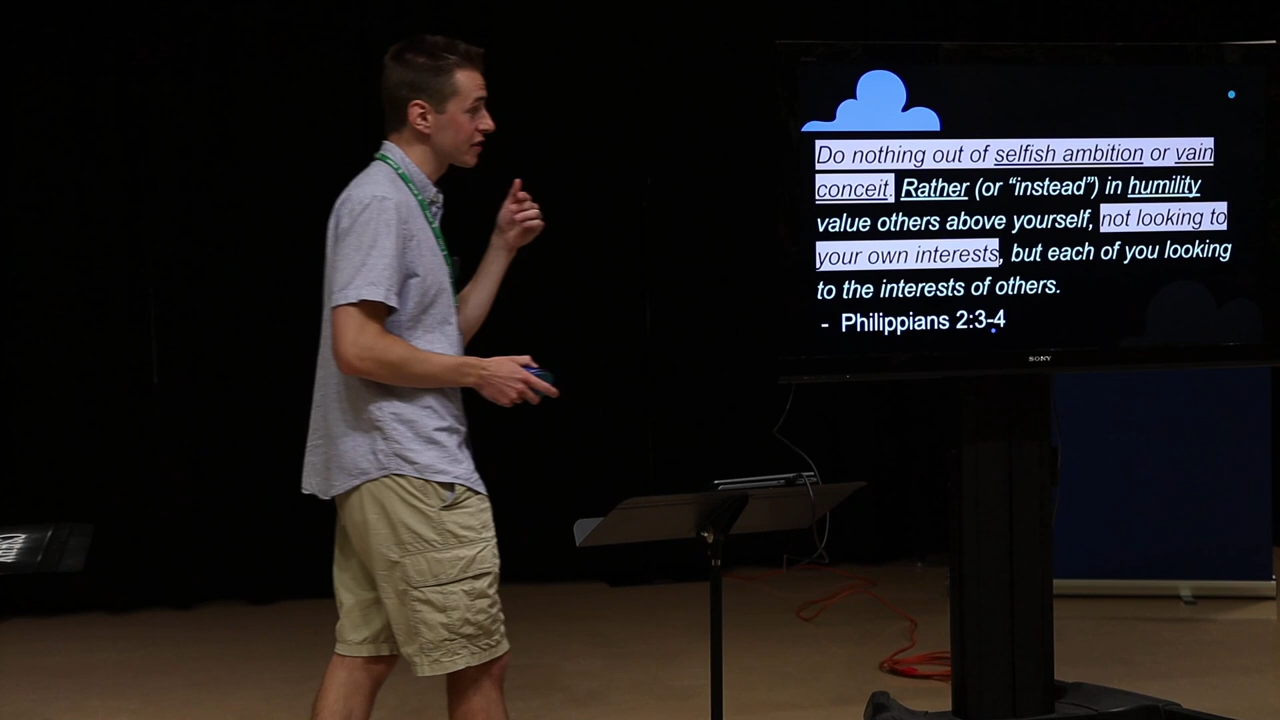 Do nothing out of selfish ambition or vain
conceit. Rather (or “instead”) in humility
value others above yourself, not looking to
your own interests, but each of you looking
to the interests of others.
- Philippians 2:3-4
SONY